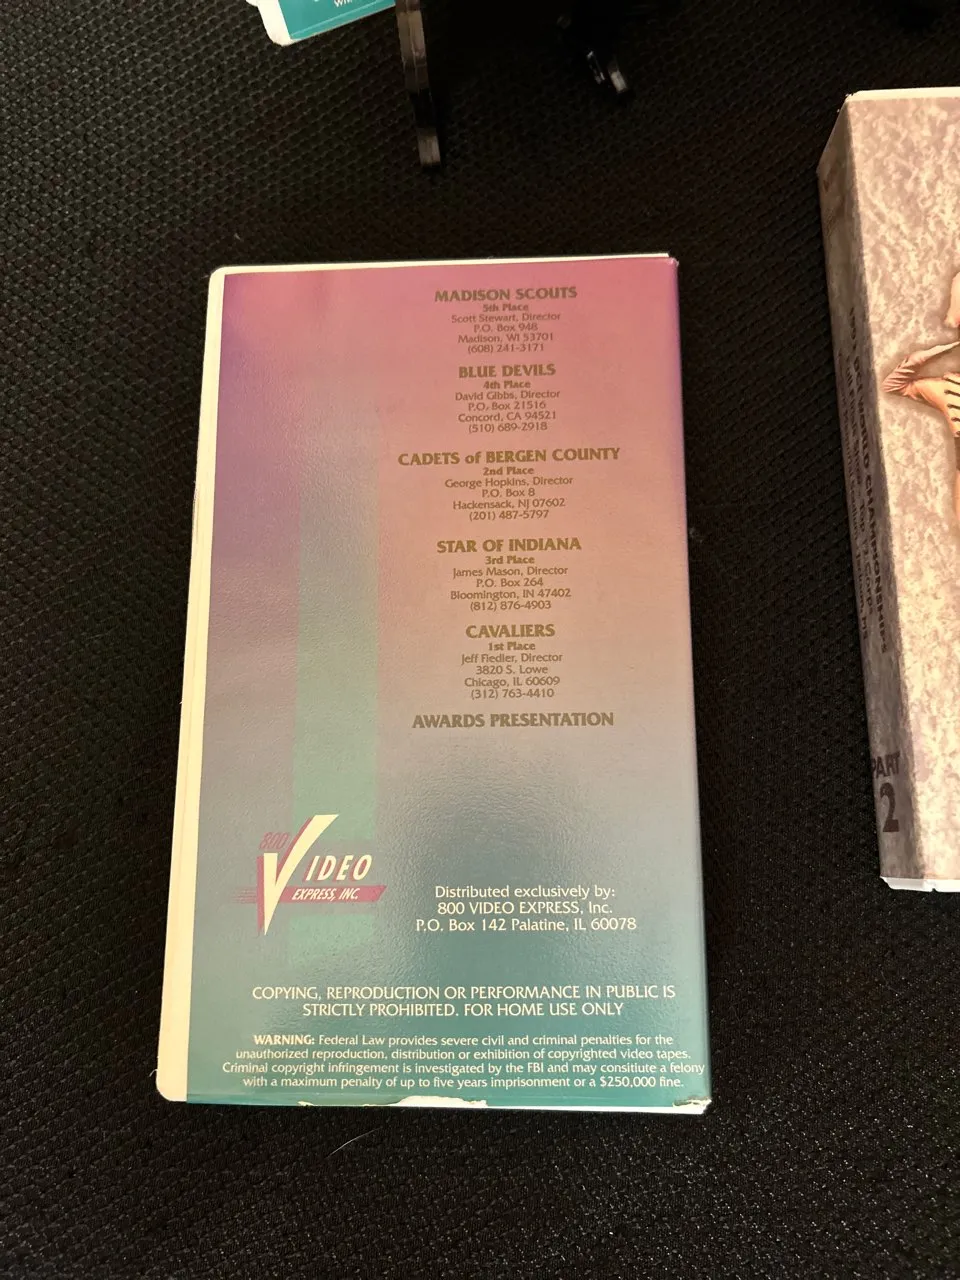 MADISON SCOUTS
5th Place
Scott Stewart, Director
P.O. Box 948
Madison, WI 53701
(608) 241-3171
BLUE DEVILS
4th Place
David Gibbs, Director
P.O. Box 21516
Concord, CA 94521
(510) 689-2918
CADETS of BERGEN COUNTY
2nd Place
George Hopkins, Director
P.O. Box 8
Hackensack, NJ 07602
(201) 487-5797
STAR OF INDIANA
3rd Place
James Mason, Director
P.O. Box 264
Bloomington, IN 47402
(812) 876-4903
CAVALIERS
1st Place
Jeff Fiedler, Director
3820 S. Lowe
Chicago, IL 60609
(312) 763-4410
AWARDS PRESENTATION
800
VIDEO
EXPRESS, INC.
Distributed exclusively by:
800 VIDEO EXPRESS, Inc.
P.O. Box 142 Palatine, IL 60078
COPYING, REPRODUCTION OR PERFORMANCE IN PUBLIC IS
STRICTLY PROHIBITED. FOR HOME USE ONLY
WARNING: Federal Law provides severe civil and criminal penalties for the
unauthorized reproduction, distribution or exhibition of copyrighted video tapes.
Criminal copyright infringement is investigated by the FBI and may constitute a felony
with a maximum penalty of up to five years imprisonment or a $250,000 fine.
WORLD CHAMPIONSHIPS
Top 12 Corps
PART
2